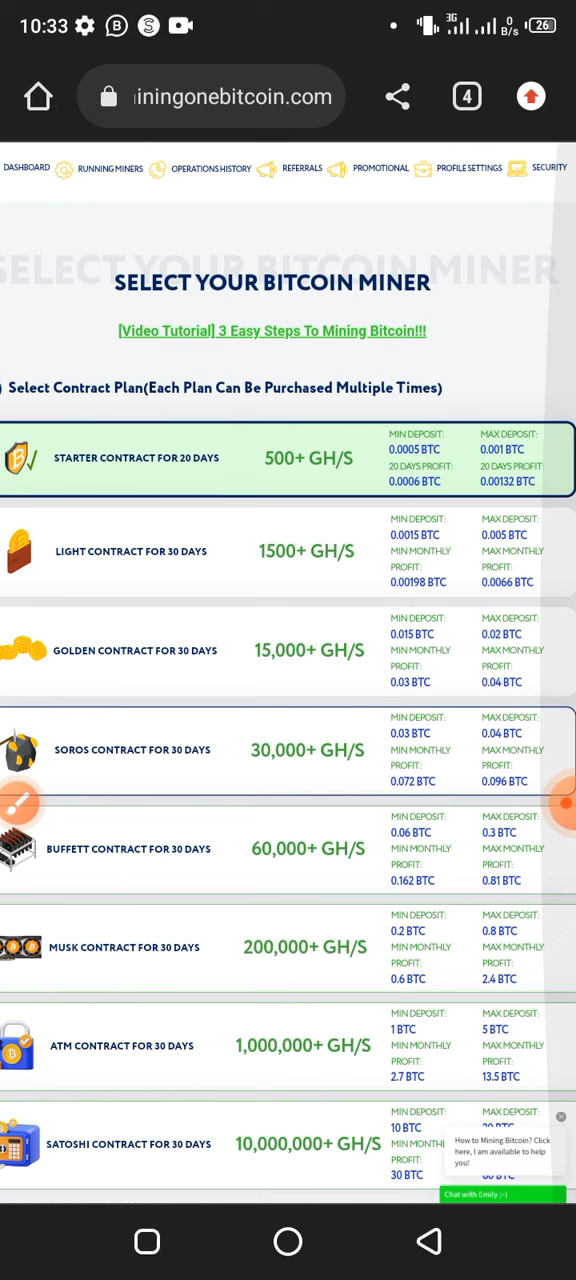 10:33
3G
0
B/s
26
iningonebitcoin.com
4
DASHBOARD RUNNING MINERS OPERATIONS HISTORY REFERRALS PROMOTIONAL PROFILE SETTINGS SECURITY
SELECT YOUR BITCOIN MINER
SELECT YOUR BITCOIN MINER
[Video Tutorial] 3 Easy Steps To Mining Bitcoin!!!
) Select Contract Plan(Each Plan Can Be Purchased Multiple Times)
STARTER CONTRACT FOR 20 DAYS
500+ GH/S
MIN DEPOSIT: MAX DEPOSIT:
0.0005 BTC 0.001 BTC
20 DAYS PROFIT: 20 DAYS PROFIT:
0.0006 BTC 0.00132 BTC
LIGHT CONTRACT FOR 30 DAYS
1500+ GH/S
MIN DEPOSIT: MAX DEPOSIT:
0.0015 BTC 0.005 BTC
MIN MONTHLY MAX MONTHLY
PROFIT: PROFIT:
0.00198 BTC 0.0066 BTC
GOLDEN CONTRACT FOR 30 DAYS
15,000+ GH/S
MIN DEPOSIT: MAX DEPOSIT:
0.015 BTC 0.02 BTC
MIN MONTHLY MAX MONTHLY
PROFIT: PROFIT:
0.03 BTC 0.04 BTC
SOROS CONTRACT FOR 30 DAYS
30,000+ GH/S
MIN DEPOSIT: MAX DEPOSIT:
0.03 BTC 0.04 BTC
MIN MONTHLY MAX MONTHLY
PROFIT: PROFIT:
0.072 BTC 0.096 BTC
BUFFETT CONTRACT FOR 30 DAYS
60,000+ GH/S
MIN DEPOSIT: MAX DEPOSIT:
0.06 BTC 0.3 BTC
MIN MONTHLY MAX MONTHLY
PROFIT: PROFIT:
0.162 BTC 0.81 BTC
MUSK CONTRACT FOR 30 DAYS
200,000+ GH/S
MIN DEPOSIT: MAX DEPOSIT:
0.2 BTC 0.8 BTC
MIN MONTHLY MAX MONTHLY
PROFIT: PROFIT:
0.6 BTC 2.4 BTC
ATM CONTRACT FOR 30 DAYS
1,000,000+ GH/S
MIN DEPOSIT: MAX DEPOSIT:
1 BTC 5 BTC
MIN MONTHLY MAX MONTHLY
PROFIT: PROFIT:
2.7 BTC 13.5 BTC
SATOSHI CONTRACT FOR 30 DAYS
10,000,000+ GH/S
MIN DEPOSIT: MAX DEPOSIT:
10 BTC
MIN MONTHL
PROFIT:
30 BTC
How to Mining Bitcoin? Click
here, I am available to help
you!
Chat with Emily ;-)